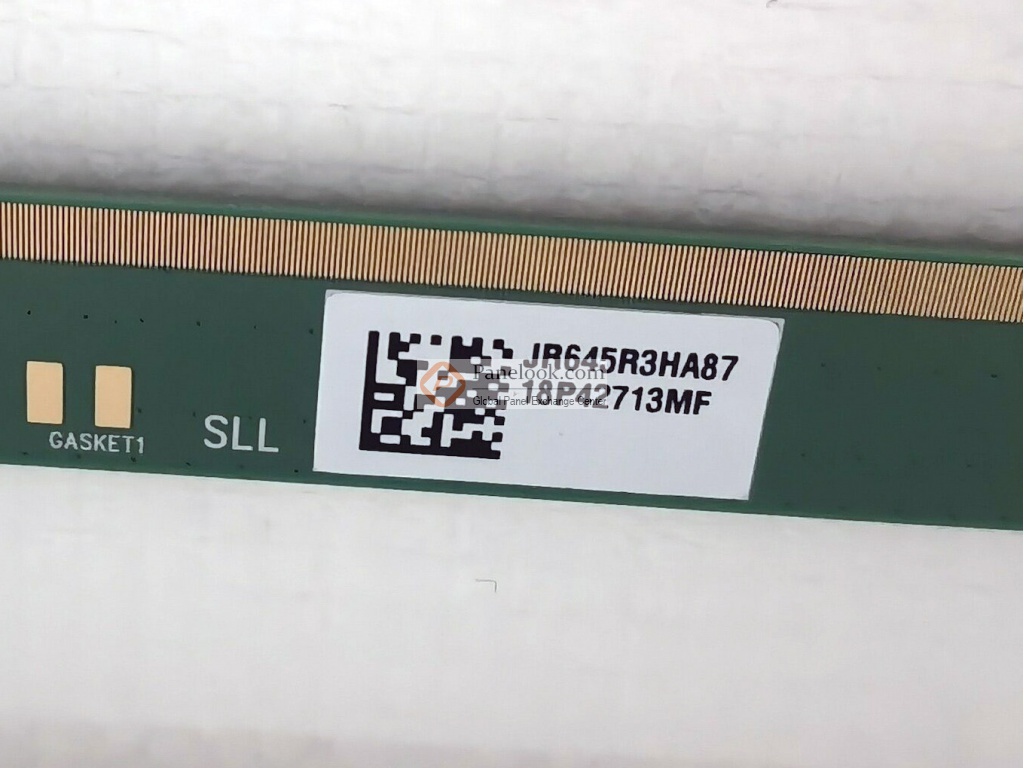 JR645R3HA87
18P42713MF
Panelook.com
Global Panel Exchange Center
GASKET1
SLL